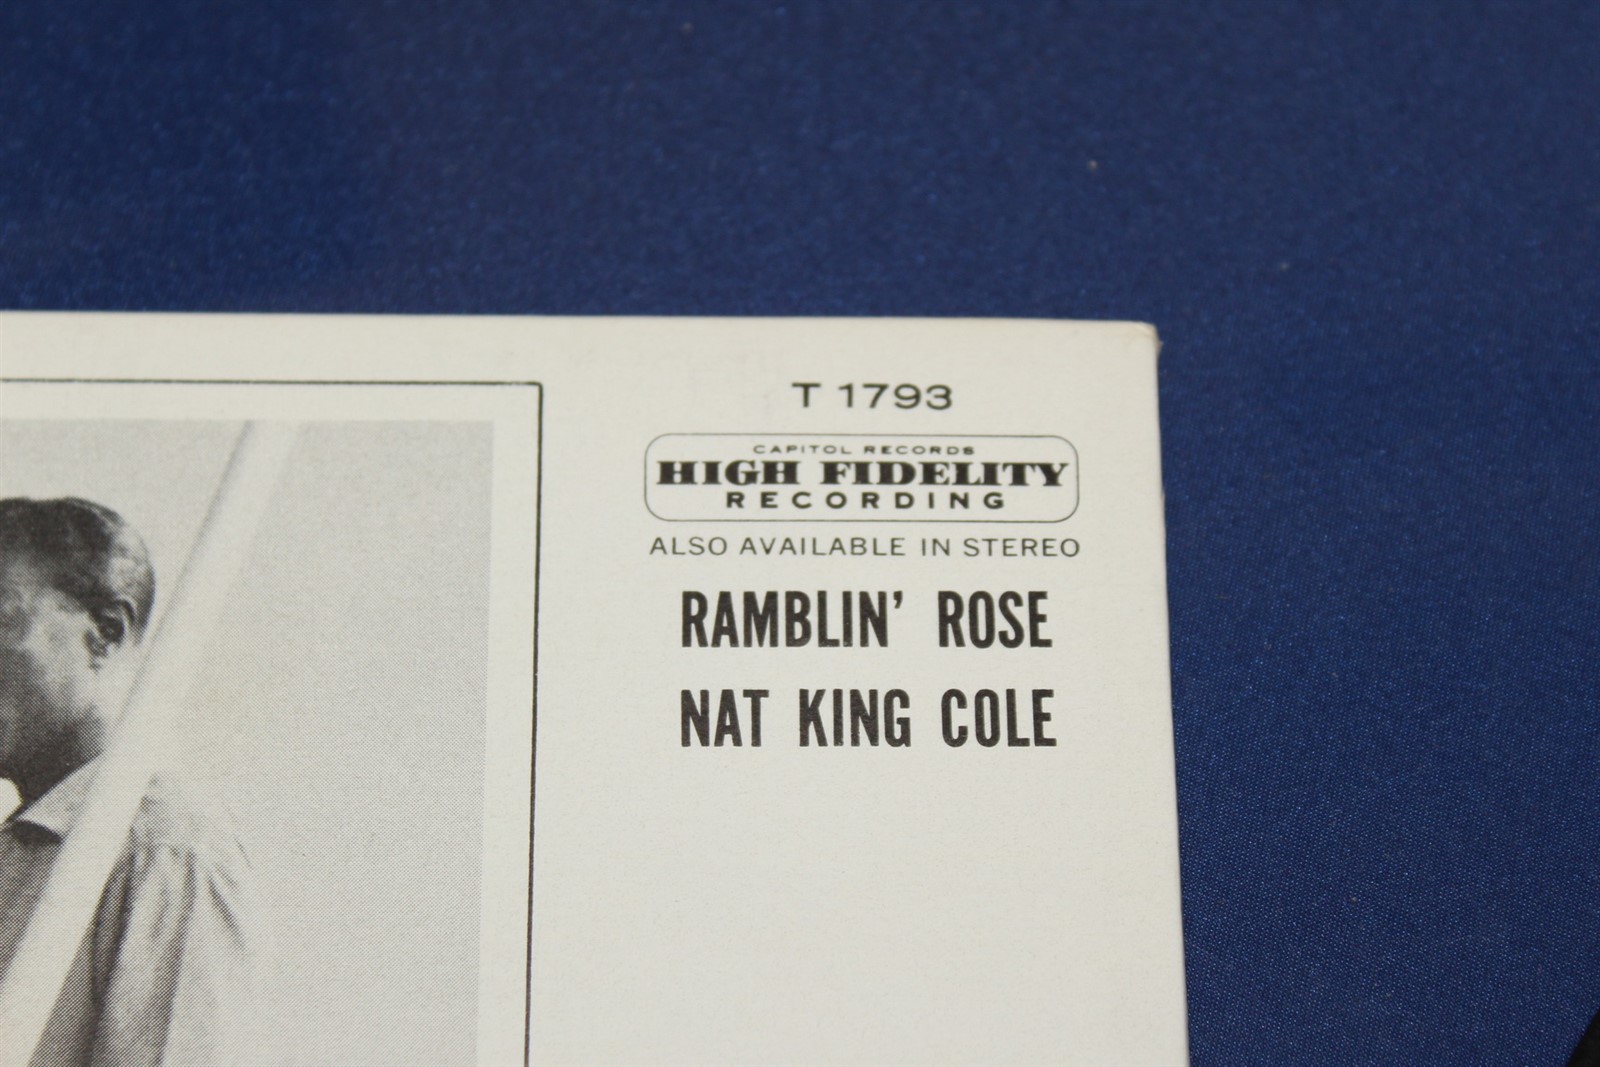 T 1793
CAPITOL RECORDS
HIGH FIDELITY
RECORDING
ALSO AVAILABLE IN STEREO
RAMBLIN' ROSE
NAT KING COLE